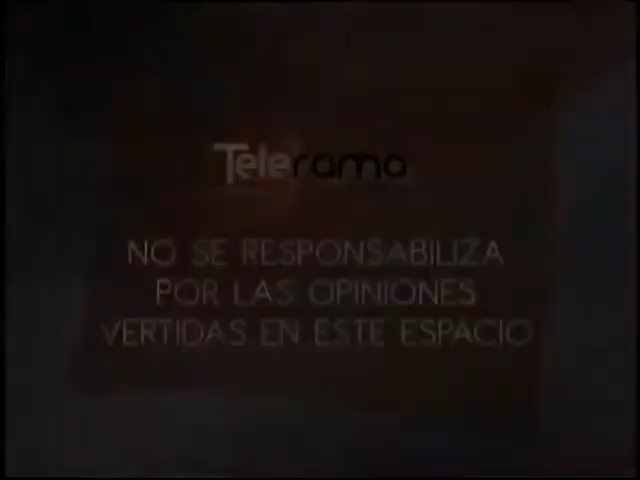 Telerama
NO SE RESPONSABILIZA
POR LAS OPINIONES
VERTIDAS EN ESTE ESPACIO